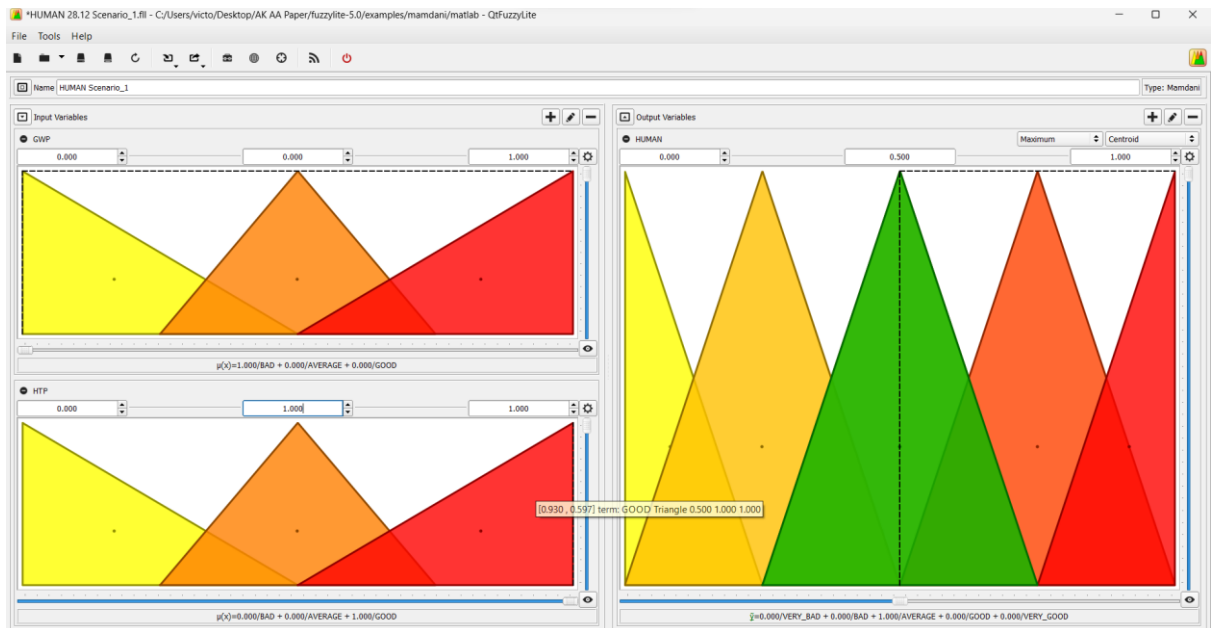 *HUMAN 28.12 Scenario_1.fll - C:/Users/victo/Desktop/AK AA Paper/fuzzylite-5.0/examples/mamdani/matlab - QtFuzzyLite
File Tools Help
Name HUMAN Scenario_1 Type: Mamdani
Input Variables
GWP
0.000 0.000 1.000
μ(x)=1.000/BAD + 0.000/AVERAGE + 0.000/GOOD
HTP
0.000 1.000 1.000
[0.930 , 0.597] term: GOOD Triangle 0.500 1.000 1.000
μ(x)=0.000/BAD + 0.000/AVERAGE + 1.000/GOOD
Output Variables
HUMAN Maximum Centroid
0.000 0.500 1.000
ỹ=0.000/VERY_BAD + 0.000/BAD + 1.000/AVERAGE + 0.000/GOOD + 0.000/VERY_GOOD